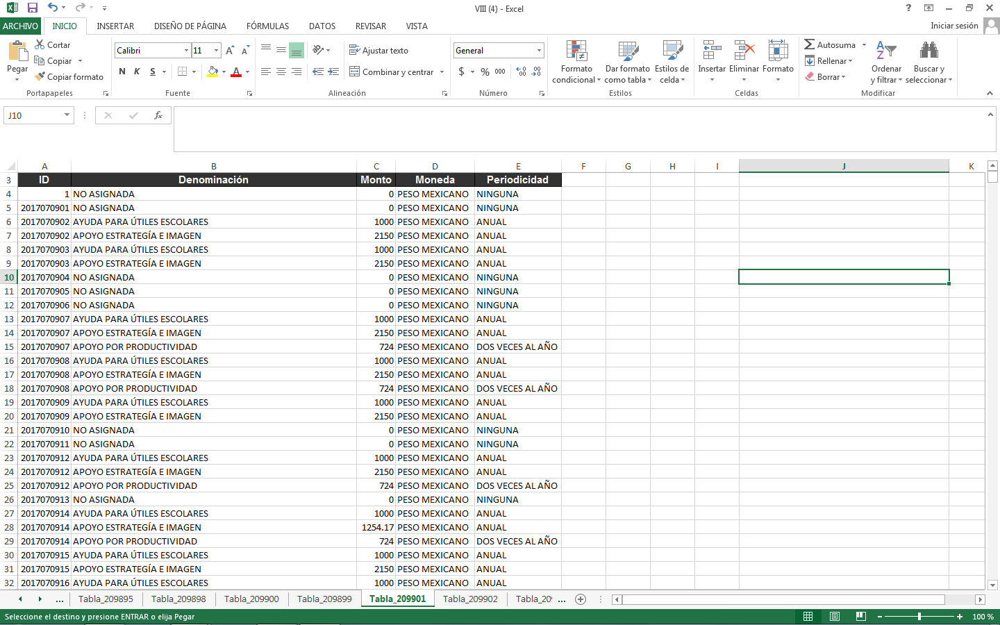 VIII (4) - Excel
?
ARCHIVO INICIO INSERTAR DISEÑO DE PÁGINA FÓRMULAS DATOS REVISAR VISTA Iniciar sesión
Pegar
Cortar
Copiar
Copiar formato
Portapapeles
Calibri 11 A A
N K S A
Fuente
Ajustar texto
Combinar y centrar
Alineación
General
$ % 000
Número
Formato condicional
Dar formato como tabla
Estilos de celda
Estilos
Insertar Eliminar Formato
Celdas
Autosuma
Rellenar
Borrar
Ordenar y filtrar
Buscar y seleccionar
Modificar
J10 fx
A B C D E F G H I J K
3 ID Denominación Monto Moneda Periodicidad
4 1 NO ASIGNADA 0 PESO MEXICANO NINGUNA
5 2017070901 NO ASIGNADA 0 PESO MEXICANO NINGUNA
6 2017070902 AYUDA PARA ÚTILES ESCOLARES 1000 PESO MEXICANO ANUAL
7 2017070902 APOYO ESTRATEGÍA E IMAGEN 2150 PESO MEXICANO ANUAL
8 2017070903 AYUDA PARA ÚTILES ESCOLARES 1000 PESO MEXICANO ANUAL
9 2017070903 APOYO ESTRATEGÍA E IMAGEN 2150 PESO MEXICANO ANUAL
10 2017070904 NO ASIGNADA 0 PESO MEXICANO NINGUNA
11 2017070905 NO ASIGNADA 0 PESO MEXICANO NINGUNA
12 2017070906 NO ASIGNADA 0 PESO MEXICANO NINGUNA
13 2017070907 AYUDA PARA ÚTILES ESCOLARES 1000 PESO MEXICANO ANUAL
14 2017070907 APOYO ESTRATEGÍA E IMAGEN 2150 PESO MEXICANO ANUAL
15 2017070907 APOYO POR PRODUCTIVIDAD 724 PESO MEXICANO DOS VECES AL AÑO
16 2017070908 AYUDA PARA ÚTILES ESCOLARES 1000 PESO MEXICANO ANUAL
17 2017070908 APOYO ESTRATEGÍA E IMAGEN 2150 PESO MEXICANO ANUAL
18 2017070908 APOYO POR PRODUCTIVIDAD 724 PESO MEXICANO DOS VECES AL AÑO
19 2017070909 AYUDA PARA ÚTILES ESCOLARES 1000 PESO MEXICANO ANUAL
20 2017070909 APOYO ESTRATEGÍA E IMAGEN 2150 PESO MEXICANO ANUAL
21 2017070910 NO ASIGNADA 0 PESO MEXICANO NINGUNA
22 2017070911 NO ASIGNADA 0 PESO MEXICANO NINGUNA
23 2017070912 AYUDA PARA ÚTILES ESCOLARES 1000 PESO MEXICANO ANUAL
24 2017070912 APOYO ESTRATEGÍA E IMAGEN 2150 PESO MEXICANO ANUAL
25 2017070912 APOYO POR PRODUCTIVIDAD 724 PESO MEXICANO DOS VECES AL AÑO
26 2017070913 NO ASIGNADA 0 PESO MEXICANO NINGUNA
27 2017070914 AYUDA PARA ÚTILES ESCOLARES 1000 PESO MEXICANO ANUAL
28 2017070914 APOYO ESTRATEGÍA E IMAGEN 1254.17 PESO MEXICANO ANUAL
29 2017070914 APOYO POR PRODUCTIVIDAD 724 PESO MEXICANO DOS VECES AL AÑO
30 2017070915 AYUDA PARA ÚTILES ESCOLARES 1000 PESO MEXICANO ANUAL
31 2017070915 APOYO ESTRATEGÍA E IMAGEN 2150 PESO MEXICANO ANUAL
32 2017070916 AYUDA PARA ÚTILES ESCOLARES 1000 PESO MEXICANO ANUAL
... Tabla_209895 Tabla_209898 Tabla_209900 Tabla_209899 Tabla_209901 Tabla_209902 Tabla_209 ...
Seleccione el destino y presione ENTRAR o elija Pegar 100 %